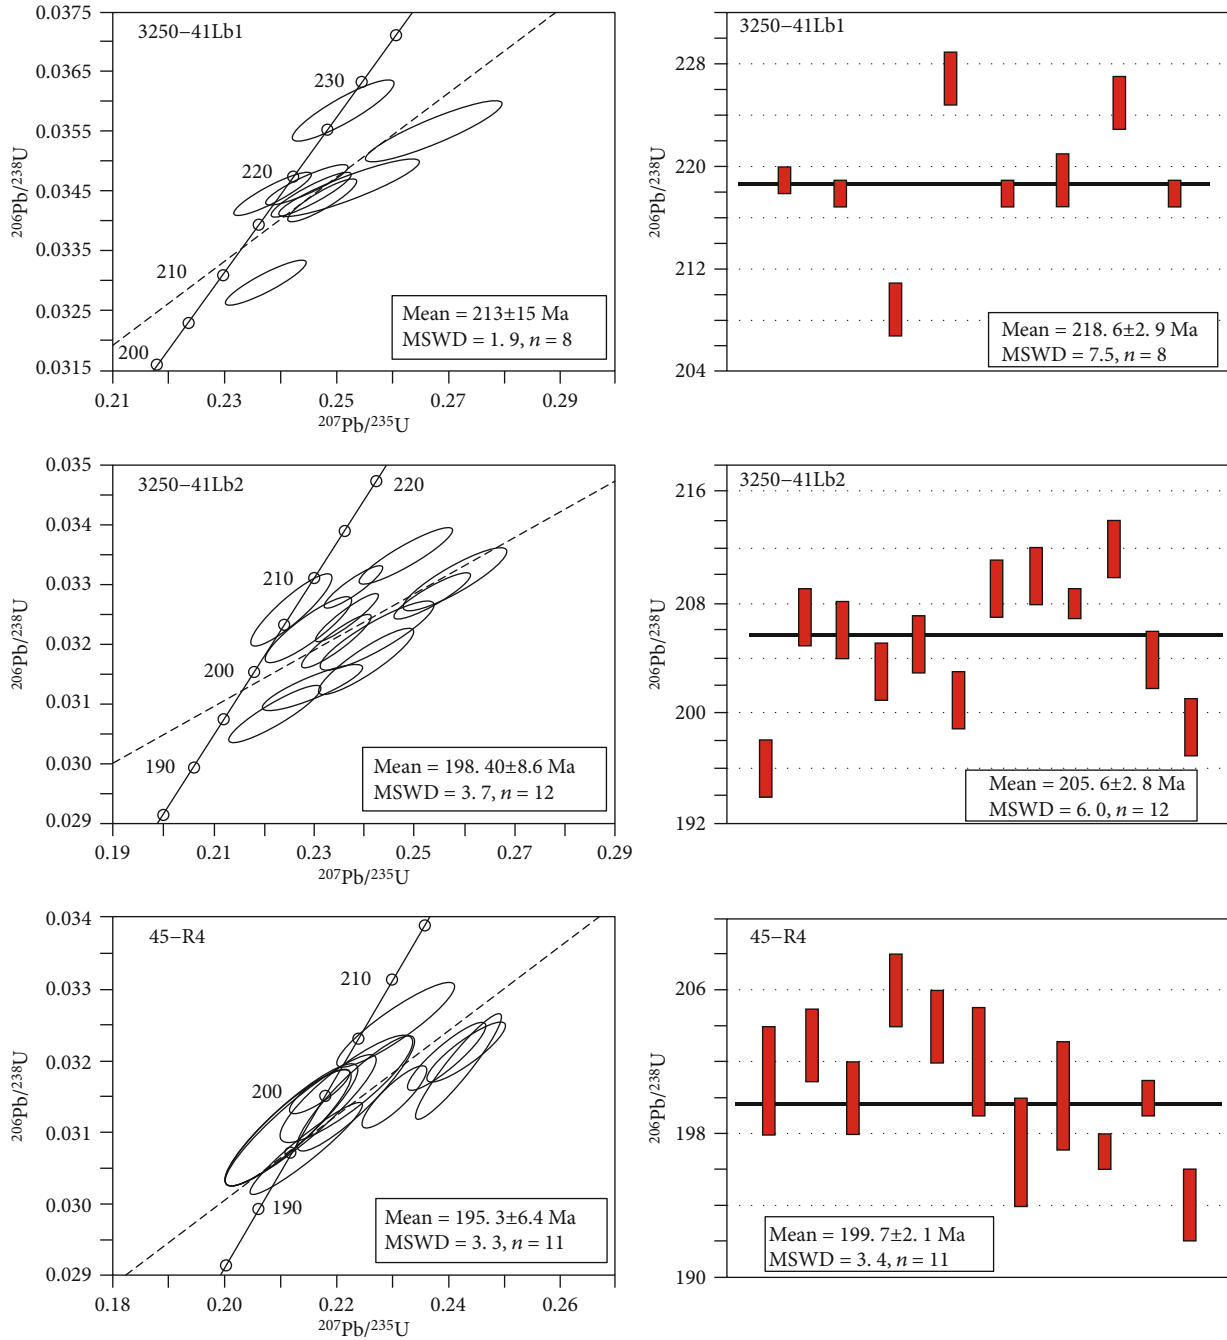 3250−41Lb1
0.0375
0.0365
0.0355
0.0345
0.0335
0.0325
0.0315
²⁰⁶Pb/²³⁸U
230
220
210
200
Mean = 213±15 Ma
MSWD = 1. 9, n = 8
0.21
0.23
0.25
0.27
0.29
²⁰⁷Pb/²³⁵U
3250−41Lb1
228
220
212
204
²⁰⁶Pb/²³⁸U
Mean = 218. 6±2. 9 Ma
MSWD = 7.5, n = 8
3250−41Lb2
0.035
0.034
0.033
0.032
0.031
0.030
0.029
²⁰⁶Pb/²³⁸U
220
210
200
190
Mean = 198. 40±8.6 Ma
MSWD = 3. 7, n = 12
0.19
0.21
0.23
0.25
0.27
0.29
²⁰⁷Pb/²³⁵U
3250−41Lb2
216
208
200
192
²⁰⁶Pb/²³⁸U
Mean = 205. 6±2. 8 Ma
MSWD = 6. 0, n = 12
45−R4
0.034
0.033
0.032
0.031
0.030
0.029
²⁰⁶Pb/²³⁸U
210
200
190
Mean = 195. 3±6.4 Ma
MSWD = 3. 3, n = 11
0.18
0.20
0.22
0.24
0.26
²⁰⁷Pb/²³⁵U
45−R4
206
198
190
²⁰⁶Pb/²³⁸U
Mean = 199. 7±2. 1 Ma
MSWD = 3. 4, n = 11